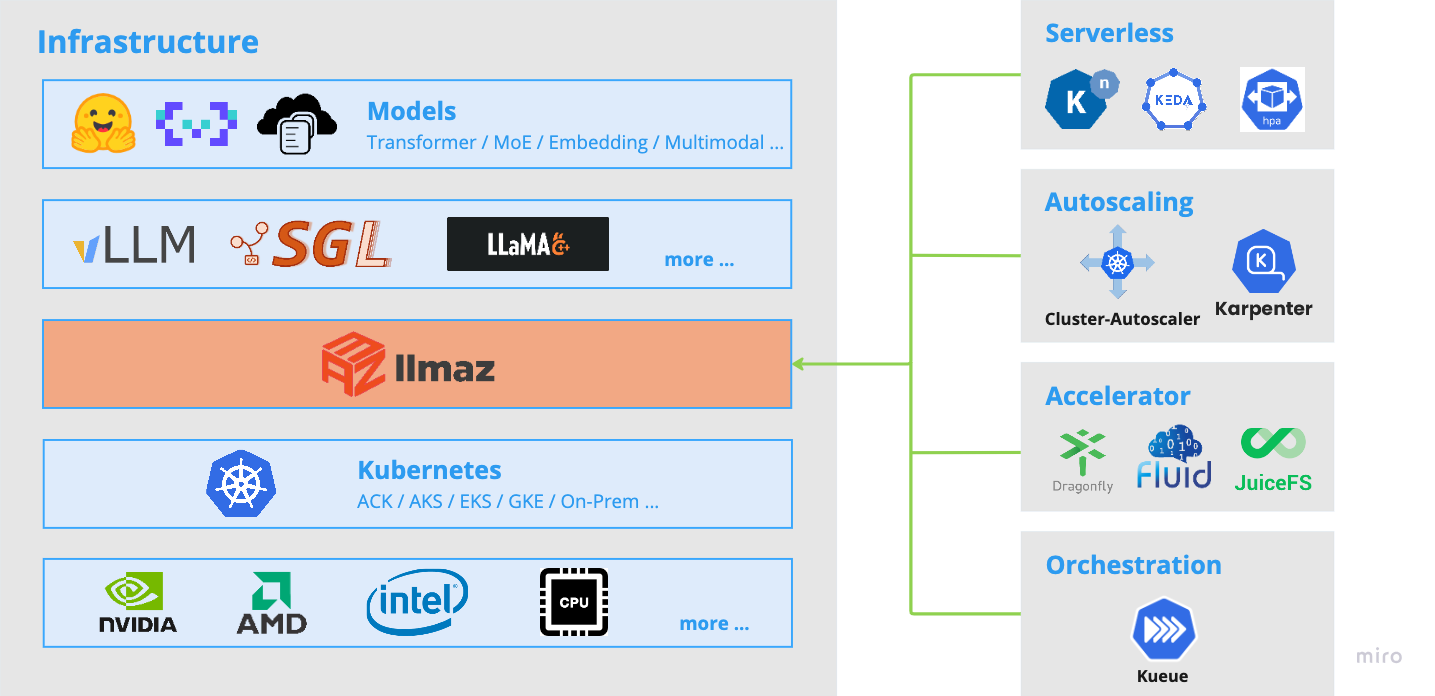 Infrastructure
Models
Transformer / MoE / Embedding / Multimodal ...
vLLM
SGL
LLaMA C++
more ...
llmaz
Kubernetes
ACK / AKS / EKS / GKE / On-Prem ...
NVIDIA
AMD
intel
CPU
more ...
Serverless
K
n
KEDA
hpa
Autoscaling
Cluster-Autoscaler
K
Karpenter
Accelerator
Dragonfly
Fluid
JuiceFS
Orchestration
Kueue
miro